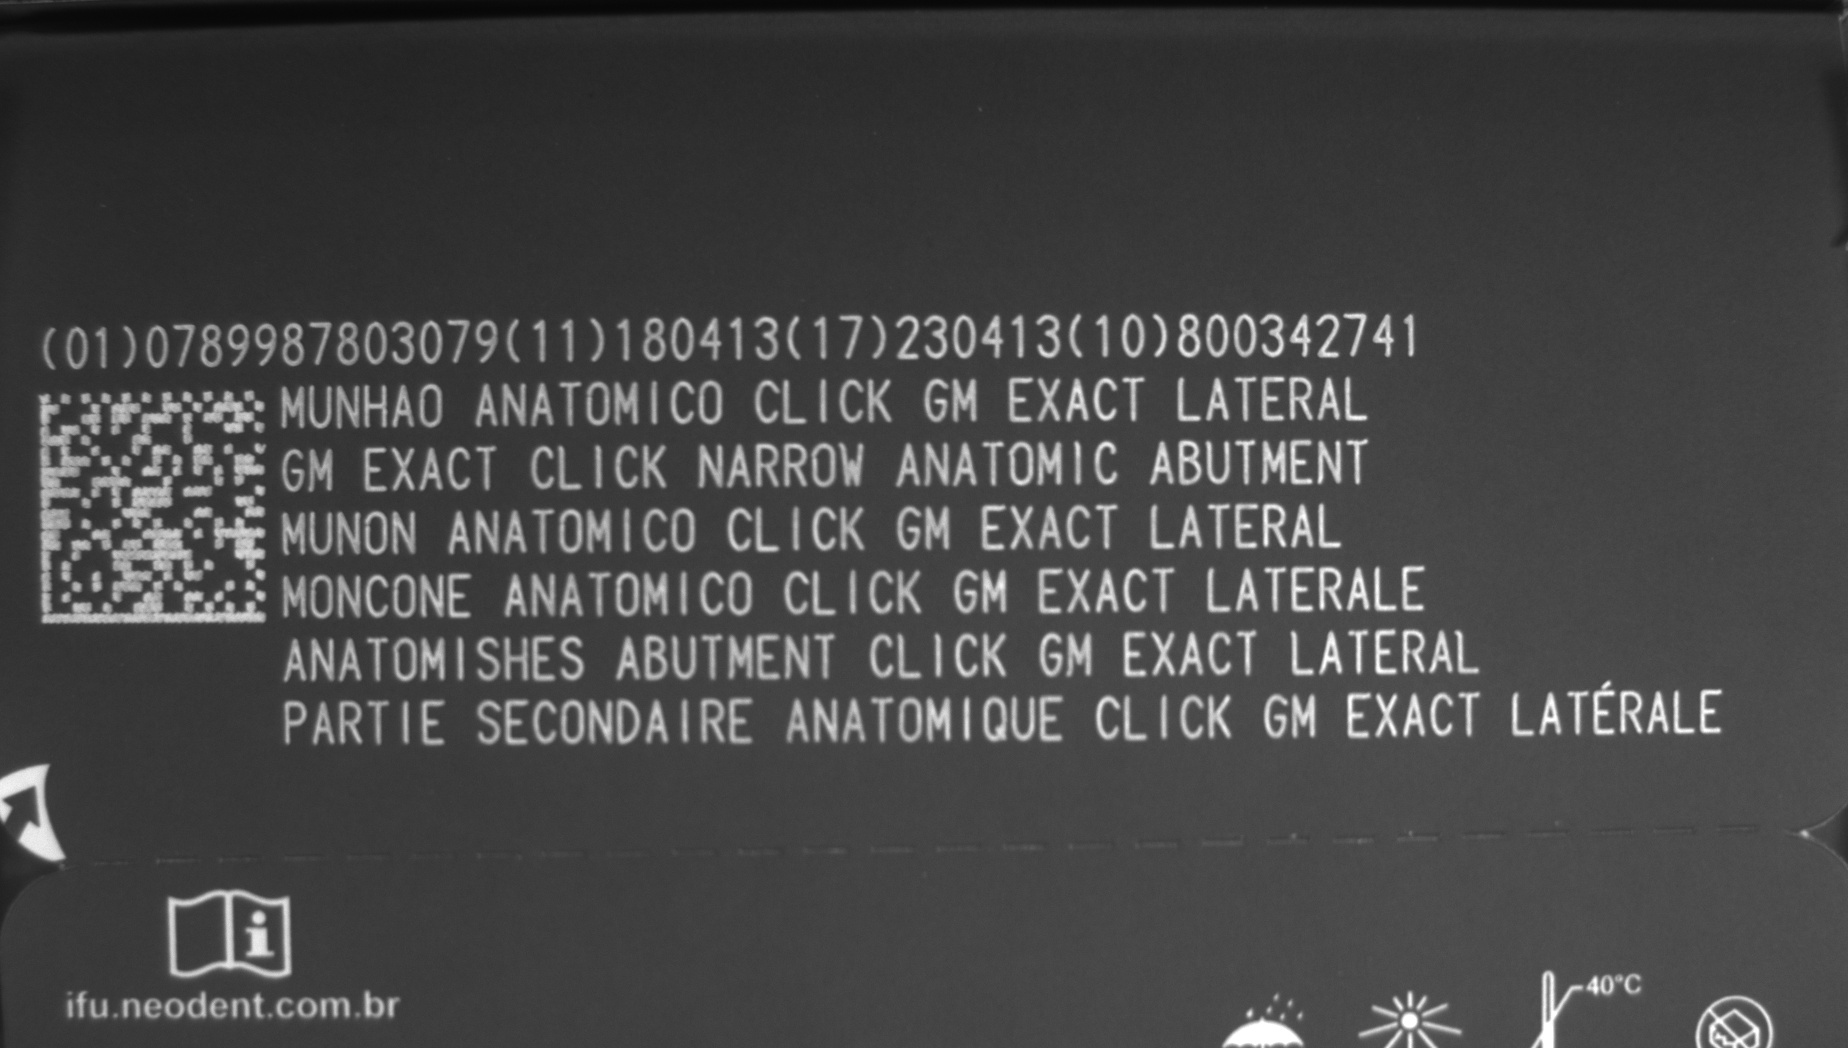 (01)0789987803079(11)180413(17)230413(10)800342741
MUNHAO ANATOMICO CLICK GM EXACT LATERAL
GM EXACT CLICK NARROW ANATOMIC ABUTMENT
MUNON ANATOMICO CLICK GM EXACT LATERAL
MONCONE ANATOMICO CLICK GM EXACT LATERALE
ANATOMISHES ABUTMENT CLICK GM EXACT LATERAL
PARTIE SECONDAIRE ANATOMIQUE CLICK GM EXACT LATÉRALE
ifu.neodent.com.br
40°C